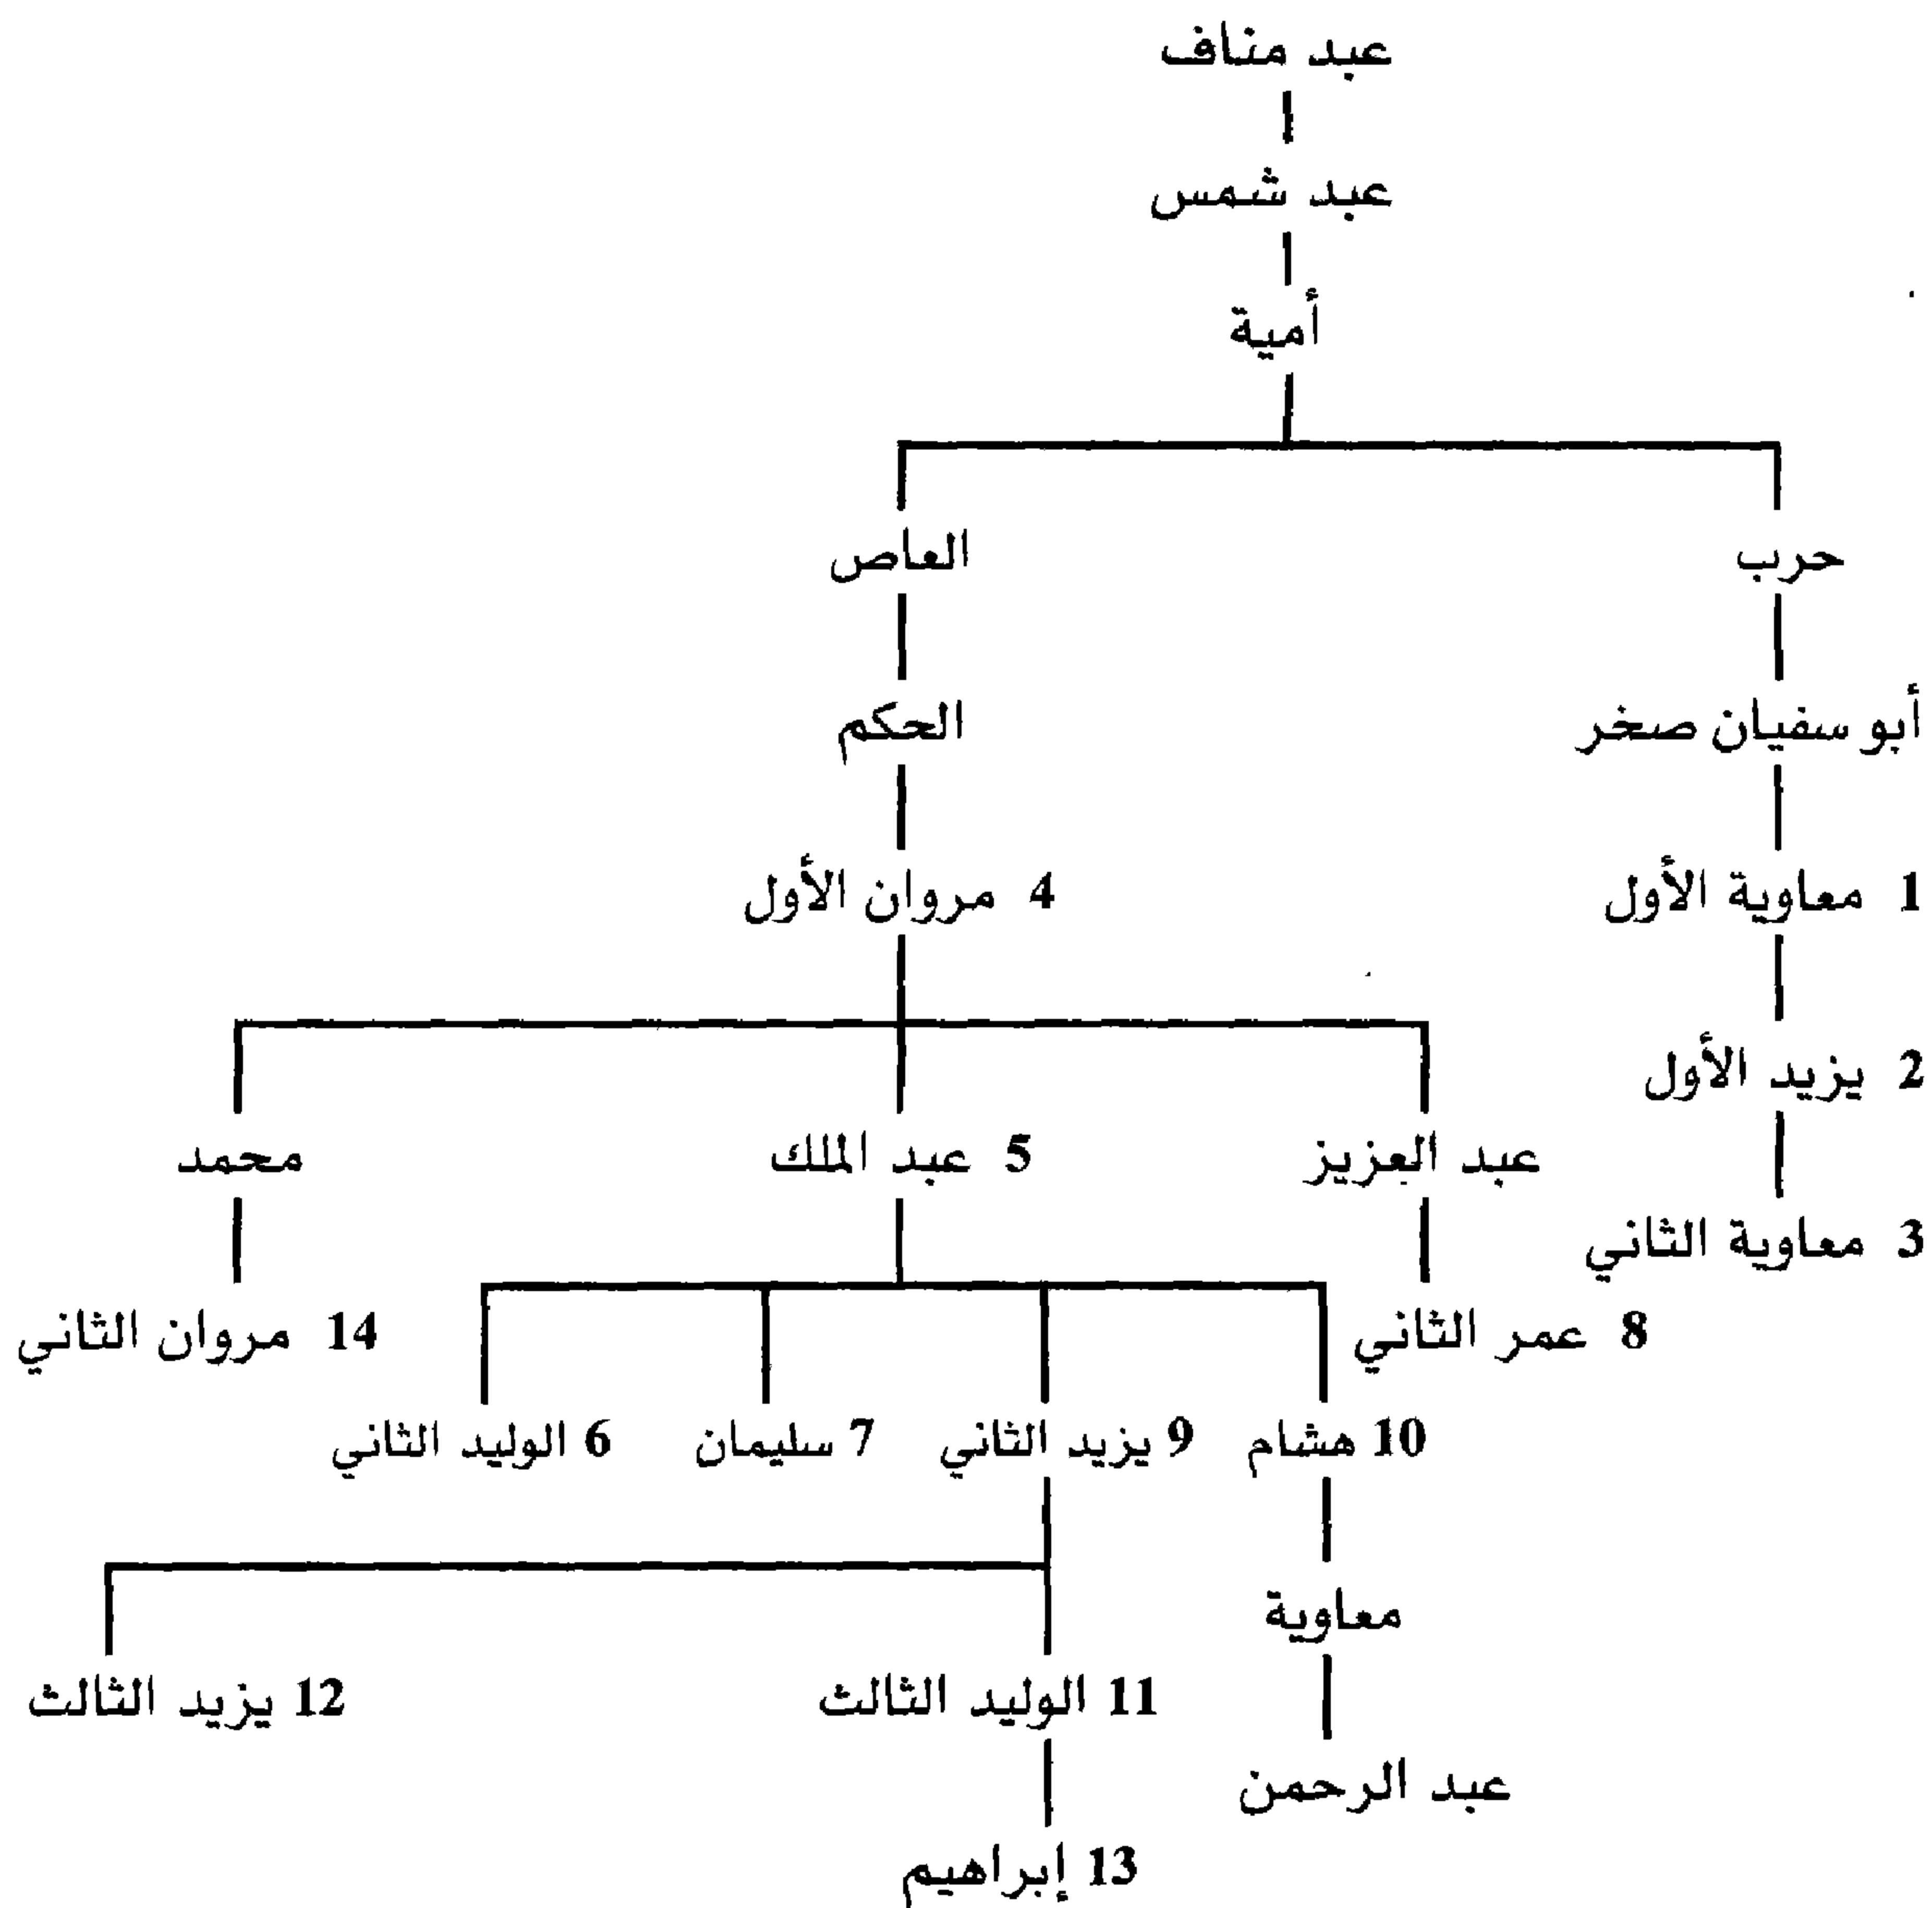 عبد مناف
عبد شمس
أمية
حرب
العاص
أبو سفيان صخر
الحكم
1 معاوية الأول
4 مروان الأول
2 يزيد الأول
عبد العزيز
5 عبد الملك
محمد
3 معاوية الثاني
8 عمر الثاني
14 مروان الثاني
10 هشام
9 يزيد الثاني
7 سليمان
6 الوليد الثاني
معاوية
11 الوليد الثالث
12 يزيد الثالث
عبد الرحمن
13 إبراهيم